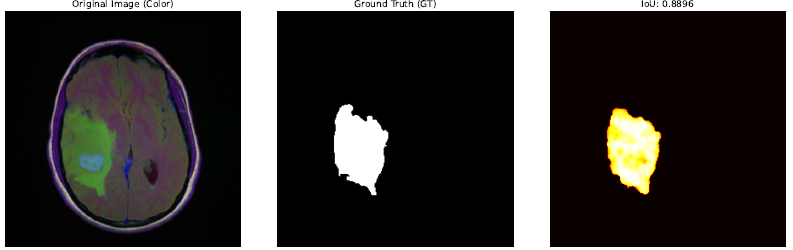 Original Image (Color)
Ground Truth (GT)
IoU: 0.8896